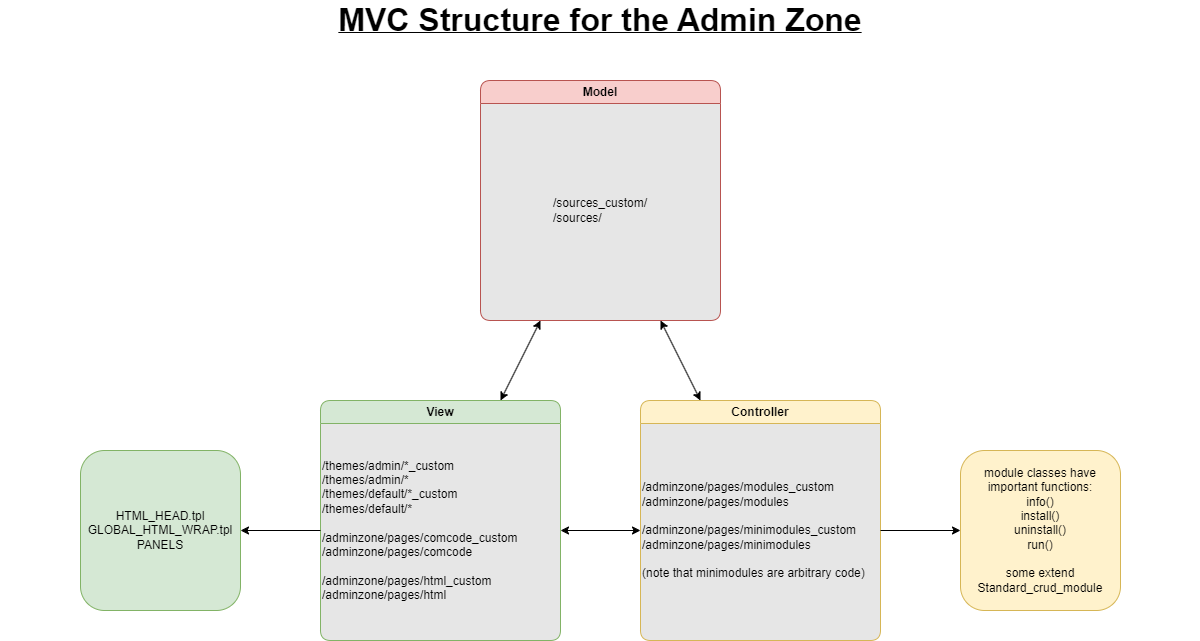 MVC Structure for the Admin Zone
Model
/sources_custom/
/sources/
View
/themes/admin/*_custom
/themes/admin/*
/themes/default/*_custom
/themes/default/*
/adminzone/pages/comcode_custom
/adminzone/pages/comcode
/adminzone/pages/html_custom
/adminzone/pages/html
Controller
/adminzone/pages/modules_custom
/adminzone/pages/modules
/adminzone/pages/minimodules_custom
/adminzone/pages/minimodules
(note that minimodules are arbitrary code)
HTML_HEAD.tpl
GLOBAL_HTML_WRAP.tpl
PANELS
module classes have
important functions:
info()
install()
uninstall()
run()
some extend
Standard_crud_module